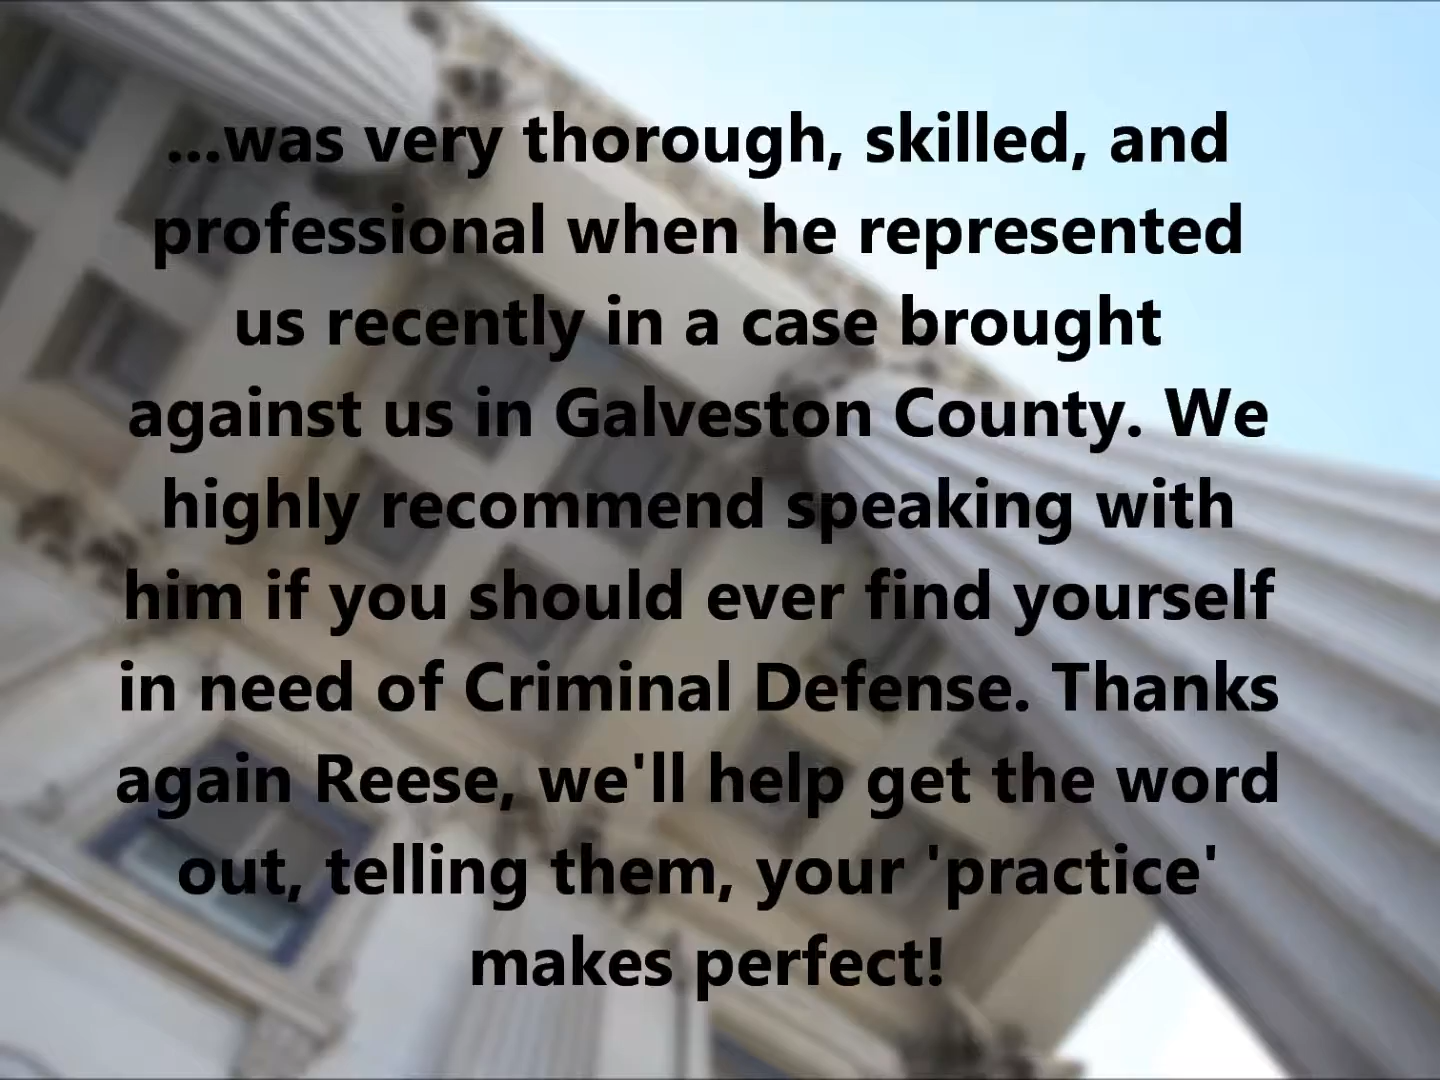 ...was very thorough, skilled, and
professional when he represented
us recently in a case brought
against us in Galveston County. We
highly recommend speaking with
him if you should ever find yourself
in need of Criminal Defense. Thanks
again Reese, we'll help get the word
out, telling them, your 'practice'
makes perfect!